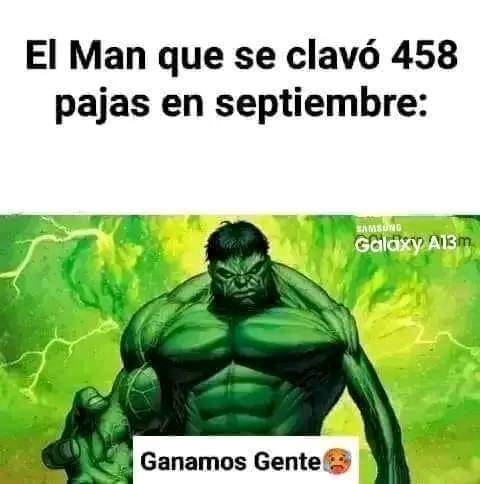 El Man que se clavó 458
pajas en septiembre:
SAMSUNG
Galaxy A13
Ganamos Gente🥵